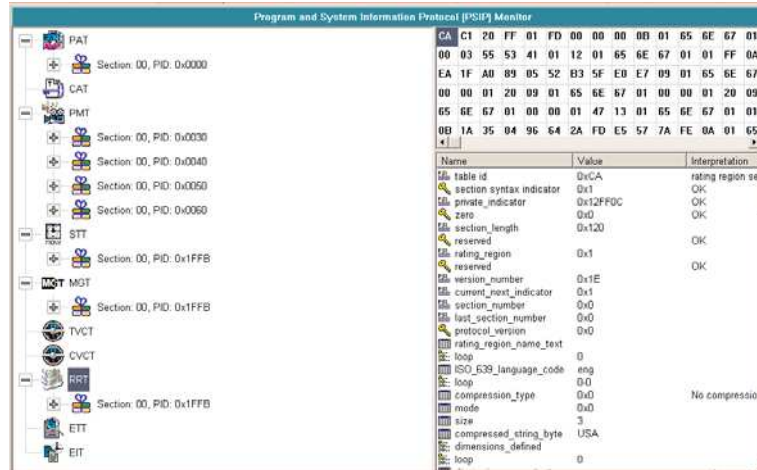 Program and System Information Protocol [PSIP] Monitor
PAT
Section: 00, PID: 0x0000
CAT
PMT
Section: 00, PID: 0x0030
Section: 00, PID: 0x0040
Section: 00, PID: 0x0050
Section: 00, PID: 0x0060
now
STT
Section: 00, PID: 0x1FFB
MGT MGT
Section: 00, PID: 0x1FFB
TVCT
CVCT
RRT
Section: 00, PID: 0x1FFB
ETT
EIT
CA C1 20 FF 01 FD 00 00 00 0B 01 65 6E 67 01
00 03 55 53 41 01 12 01 65 6E 67 01 01 FF 0A
EA 1F A0 89 05 52 B3 5F E0 E7 09 01 65 6E 67
00 00 01 20 09 01 65 6E 67 01 00 00 01 20 09
65 6E 67 01 00 00 01 47 13 01 65 6E 67 01 01
0B 1A 35 04 96 64 2A FD E5 57 7A FE 0A 01 65
Name Value Interpretation
table id 0xCA rating region se
section syntax indicator 0x1 OK
private_indicator 0x12FF0C OK
zero 0x0 OK
section_length 0x120
reserved OK
rating_region 0x1
reserved OK
version_number 0x1E
current_next_indicator 0x1
section_number 0x0
last_section_number 0x0
protocol_version 0x0
rating_region_name_text
loop 0
ISO_639_language_code eng
loop 0-0
compression_type 0x0 No compressio
mode 0x0
size 3
compressed_string_byte USA
dimensions_defined
loop 0